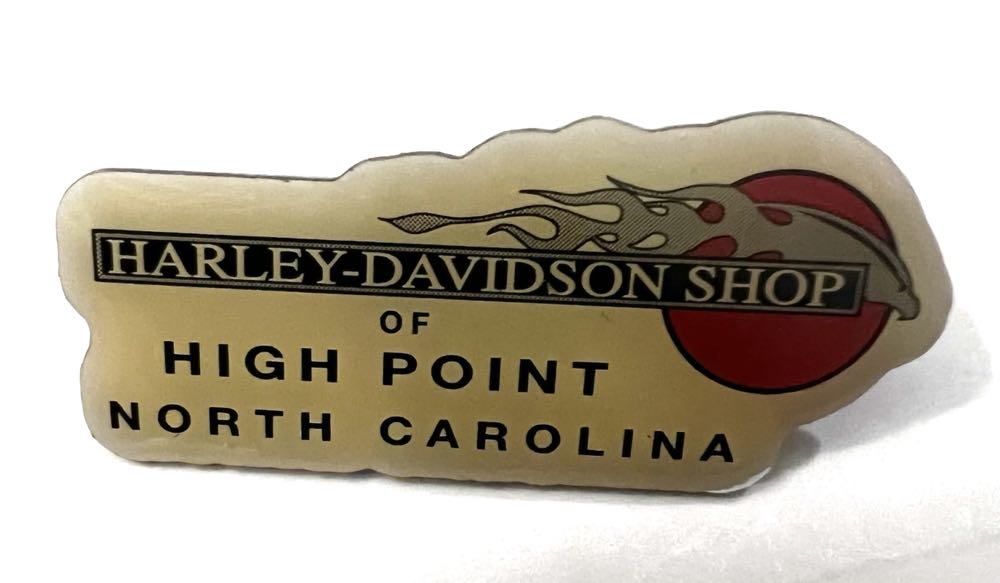 HARLEY-DAVIDSON SHOP
OF
HIGH POINT
NORTH CAROLINA